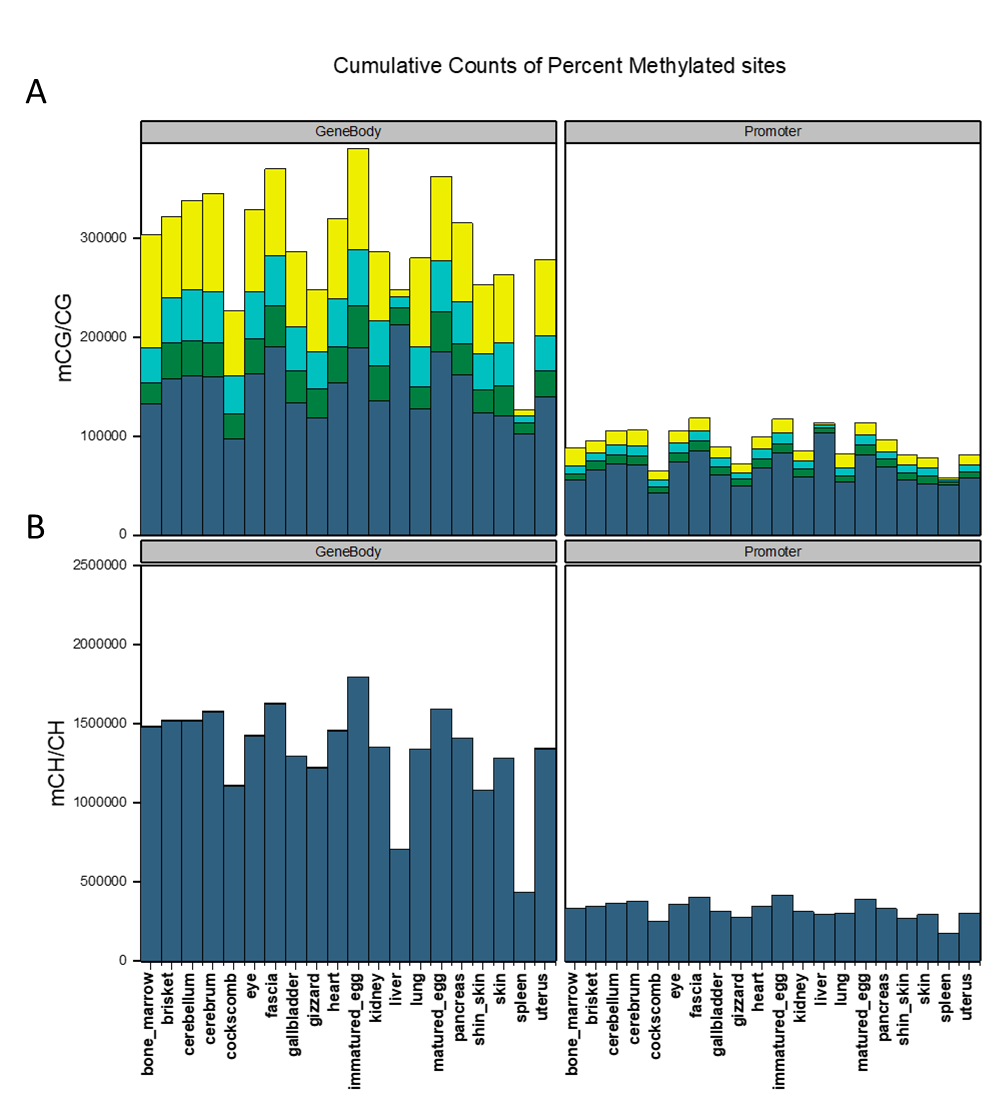 Cumulative Counts of Percent Methylated sites
A
GeneBody
Promoter
mCG/CG
300000
200000
100000
0
B
GeneBody
Promoter
mCH/CH
2500000
2000000
1500000
1000000
500000
0
bone_marrow
brisket
cerebellum
cerebrum
cockscomb
eye
fascia
gallbladder
gizzard
heart
immatured_egg
kidney
liver
lung
matured_egg
pancreas
shin_skin
skin
spleen
uterus
bone_marrow
brisket
cerebellum
cerebrum
cockscomb
eye
fascia
gallbladder
gizzard
heart
immatured_egg
kidney
liver
lung
matured_egg
pancreas
shin_skin
skin
spleen
uterus